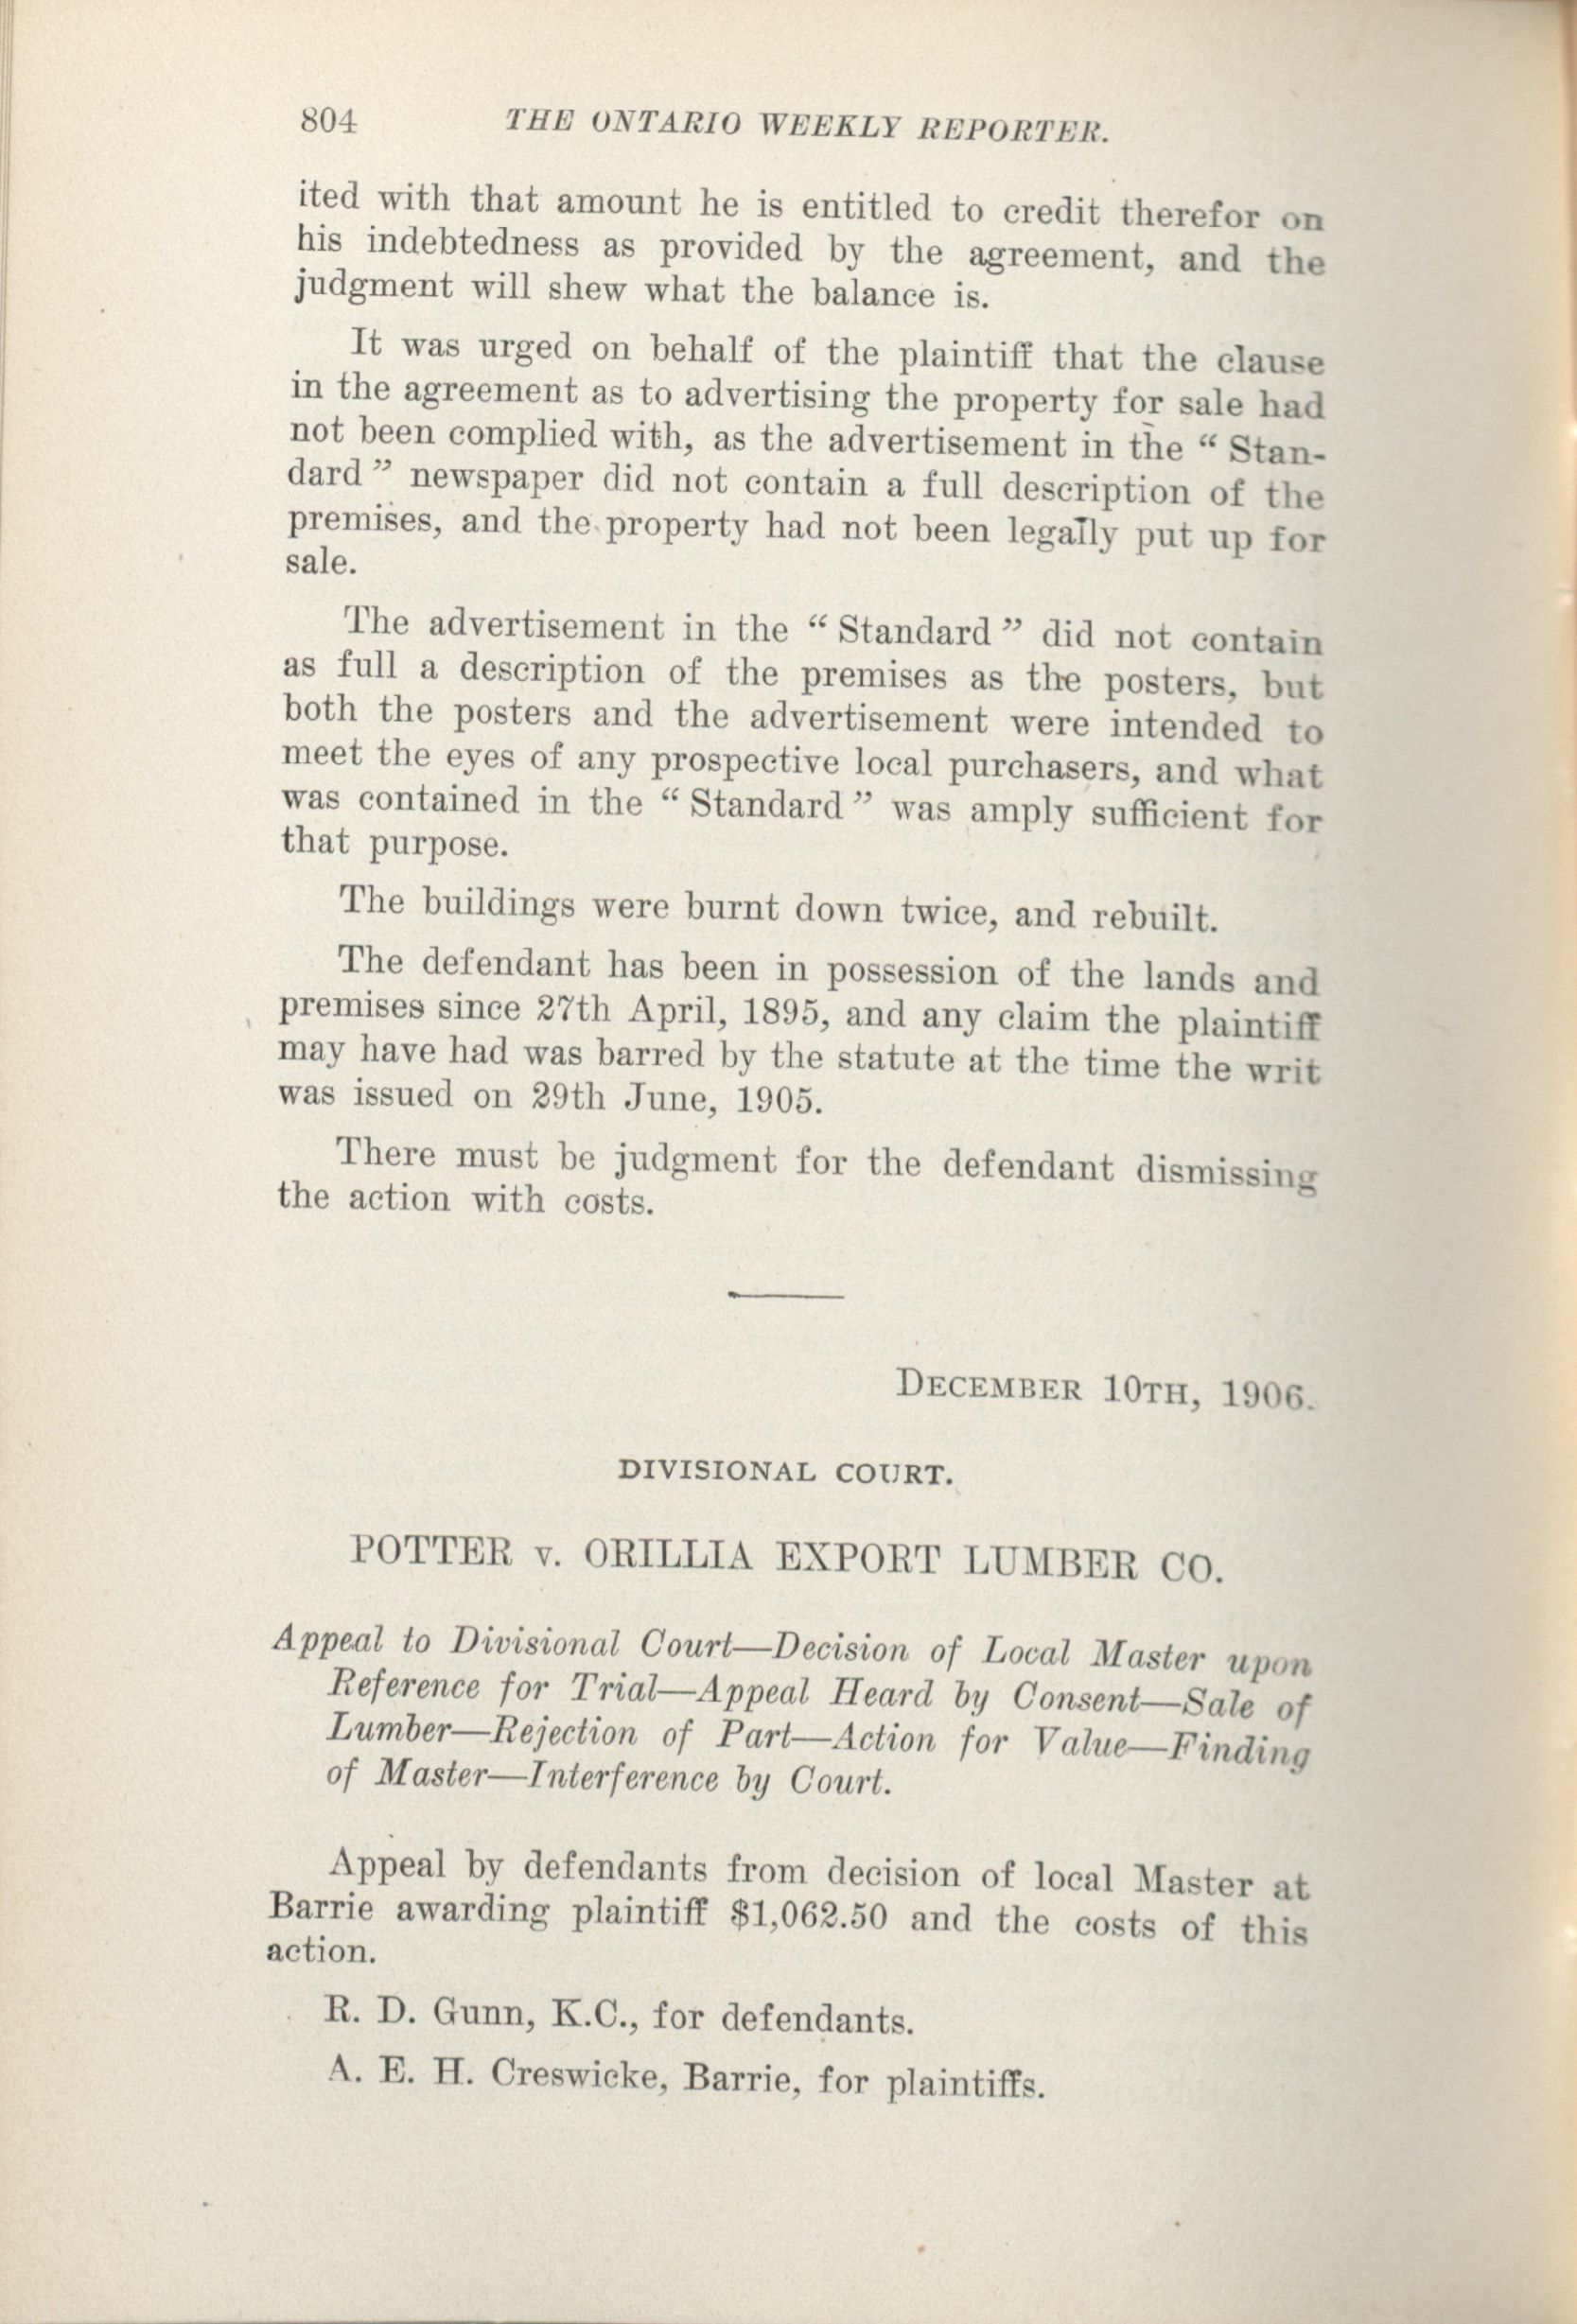 804 THE ONTARIO WEEKLY REPORTER.
ited with that amount he is entitled to credit therefor on
his indebtedness as provided by the agreement, and the
judgment will shew what the balance is.
It was urged on behalf of the plaintiff that the clause
in the agreement as to advertising the property for sale had
not been complied with, as the advertisement in the “ Stan-
dard ” newspaper did not contain a full description of the
premises, and the property had not been legally put up for
sale.
The advertisement in the “ Standard ” did not contain
as full a description of the premises as the posters, but
both the posters and the advertisement were intended to
meet the eyes of any prospective local purchasers, and what
was contained in the “ Standard ” was amply sufficient for
that purpose.
The buildings were burnt down twice, and rebuilt.
The defendant has been in possession of the lands and
premises since 27th April, 1895, and any claim the plaintiff
may have had was barred by the statute at the time the writ
was issued on 29th June, 1905.
There must be judgment for the defendant dismissing
the action with costs.
DECEMBER 10TH, 1906.
DIVISIONAL COURT.
POTTER v. ORILLIA EXPORT LUMBER CO.
Appeal to Divisional Court—Decision of Local Master upon
Reference for Trial—Appeal Heard by Consent—Sale of
Lumber—Rejection of Part—Action for Value—Finding
of Master—Interference by Court.
Appeal by defendants from decision of local Master at
Barrie awarding plaintiff $1,062.50 and the costs of this
action.
R. D. Gunn, K.C., for defendants.
A. E. H. Creswicke, Barrie, for plaintiffs.